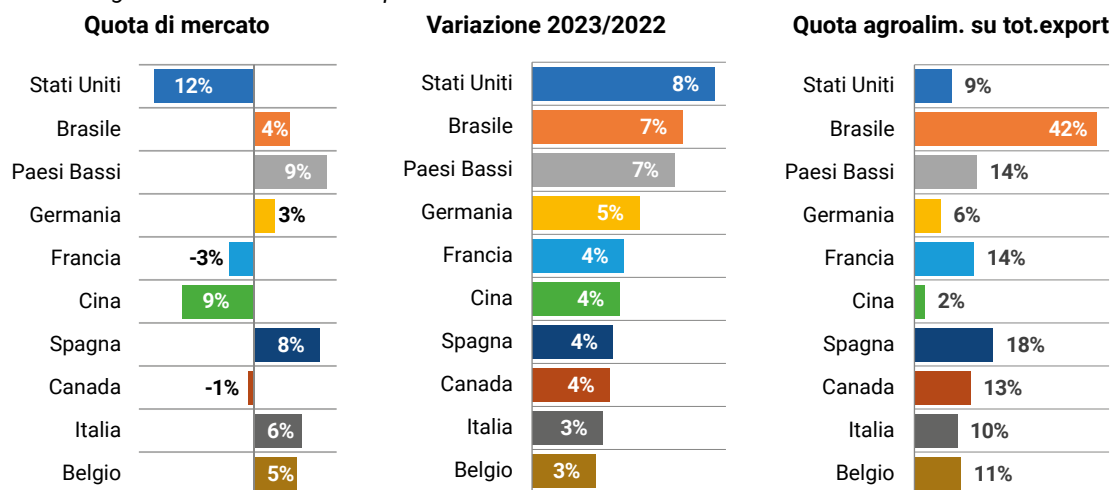 Quota di mercato
Stati Uniti 12%
Brasile 4%
Paesi Bassi 9%
Germania 3%
Francia -3%
Cina 9%
Spagna 8%
Canada -1%
Italia 6%
Belgio 5%
Variazione 2023/2022
Stati Uniti 8%
Brasile 7%
Paesi Bassi 7%
Germania 5%
Francia 4%
Cina 4%
Spagna 4%
Canada 4%
Italia 3%
Belgio 3%
Quota agroalim. su tot.export
Stati Uniti 9%
Brasile 42%
Paesi Bassi 14%
Germania 6%
Francia 14%
Cina 2%
Spagna 18%
Canada 13%
Italia 10%
Belgio 11%